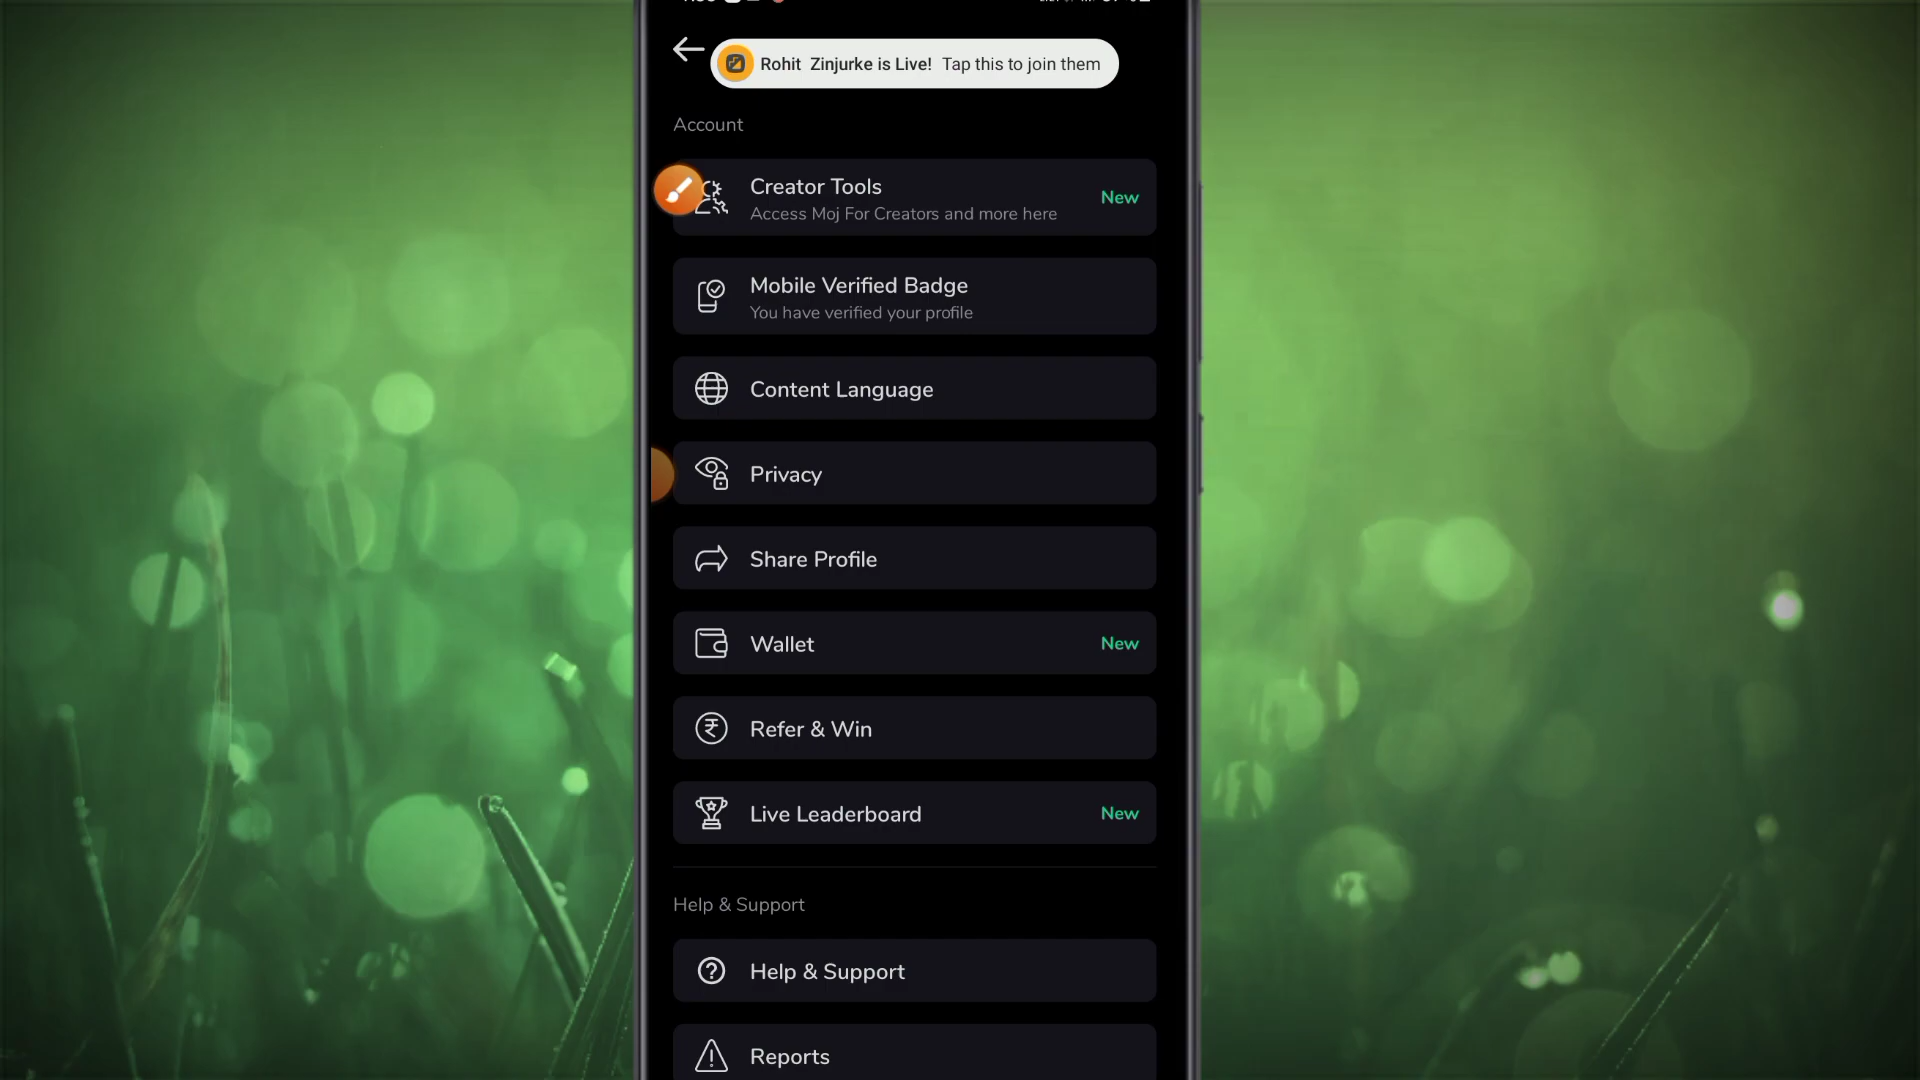 Rohit Zinjurke is Live! Tap this to join them
Account
Creator Tools
Access Moj For Creators and more here
New
Mobile Verified Badge
You have verified your profile
Content Language
Privacy
Share Profile
Wallet
New
Refer & Win
Live Leaderboard
New
Help & Support
Help & Support
Reports